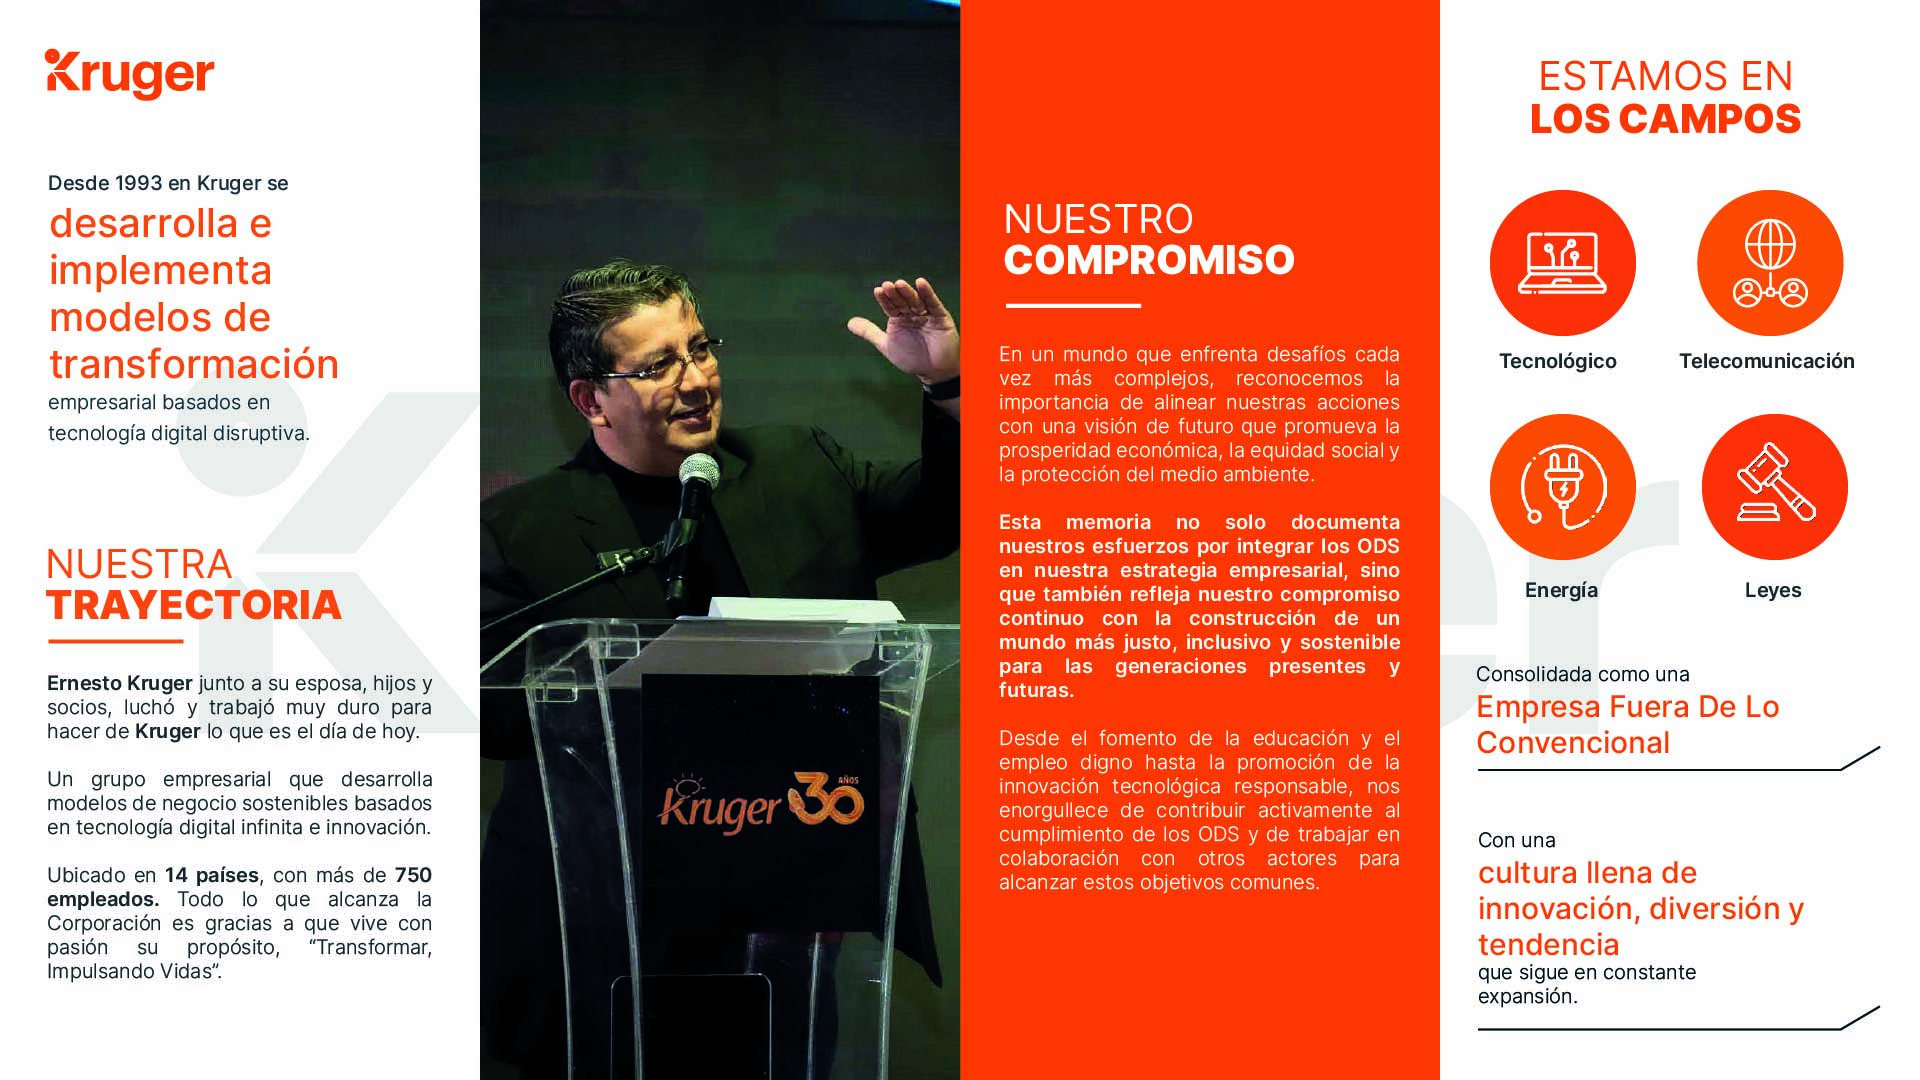 Kruger
Desde 1993 en Kruger se
desarrolla e
implementa
modelos de
transformación
empresarial basados en
tecnología digital disruptiva.
NUESTRA
TRAYECTORIA
Ernesto Kruger junto a su esposa, hijos y
socios, luchó y trabajó muy duro para
hacer de Kruger lo que es el día de hoy.
Un grupo empresarial que desarrolla
modelos de negocio sostenibles basados
en tecnología digital infinita e innovación.
Ubicado en 14 países, con más de 750
empleados. Todo lo que alcanza la
Corporación es gracias a que vive con
pasión su propósito, “Transformar,
Impulsando Vidas”.
Kruger 30 AÑOS
NUESTRO
COMPROMISO
En un mundo que enfrenta desafíos cada
vez más complejos, reconocemos la
importancia de alinear nuestras acciones
con una visión de futuro que promueva la
prosperidad económica, la equidad social y
la protección del medio ambiente.
Esta memoria no solo documenta
nuestros esfuerzos por integrar los ODS
en nuestra estrategia empresarial, sino
que también refleja nuestro compromiso
continuo con la construcción de un
mundo más justo, inclusivo y sostenible
para las generaciones presentes y
futuras.
Desde el fomento de la educación y el
empleo digno hasta la promoción de la
innovación tecnológica responsable, nos
enorgullece de contribuir activamente al
cumplimiento de los ODS y de trabajar en
colaboración con otros actores para
alcanzar estos objetivos comunes.
ESTAMOS EN
LOS CAMPOS
Tecnológico
Telecomunicación
Energía
Leyes
Consolidada como una
Empresa Fuera De Lo
Convencional
Con una
cultura llena de
innovación, diversión y
tendencia
que sigue en constante
expansión.